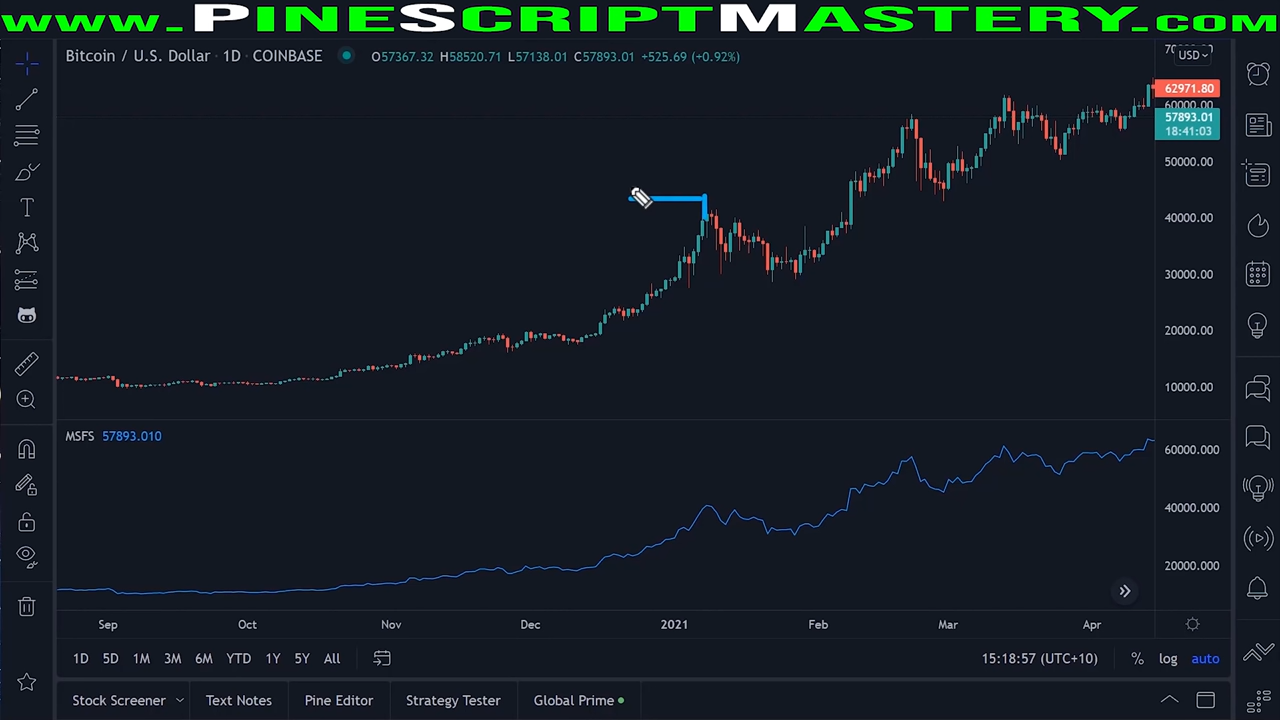 www.PineScriptMastery.com
Bitcoin / U.S. Dollar · 1D · COINBASE
O57367.32 H58520.71 L57138.01 C57893.01 +525.69 (+0.92%)
USD
62971.80
60000.00
57893.01
18:41:03
50000.00
40000.00
30000.00
20000.00
10000.00
MSFS 57893.010
60000.000
40000.000
20000.000
Sep Oct Nov Dec 2021 Feb Mar Apr
1D 5D 1M 3M 6M YTD 1Y 5Y All
15:18:57 (UTC+10) % log auto
Stock Screener Text Notes Pine Editor Strategy Tester Global Prime